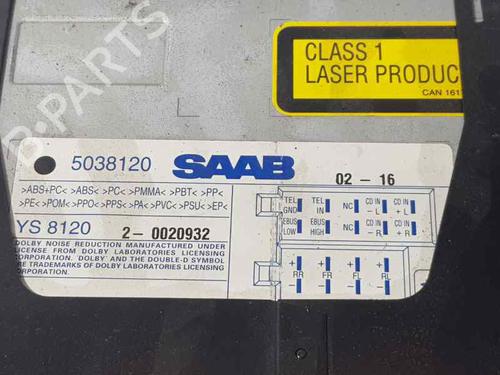 CLASS 1
LASER PRODUC
CAN 161
5038120 SAAB 02 - 16
>ABS+PC< >ABS< >PC< >PMMA< >PBT< >PP<
>PE< >POM< >PPO< >PPS< >PA< >PVC< >PSU< >EP<
YS 8120 2-0020932
DOLBY NOISE REDUCTION MANUFACTURED UNDER
LICENSE FROM DOLBY LABORATORIES LICENSING
CORPORATION. 'DOLBY' AND THE DOUBLE-D SYMBOL
ARE TRADEMARKS OF DOLBY LABORATORIES LICENSING
CORPORATION.
TEL GND TEL IN NC CD IN - L CD IN + L
EBUS LOW EBUS HIGH NC CD IN - R CD IN + R
+ + + +
RR FR FL RL
- - - -
B-PARTS